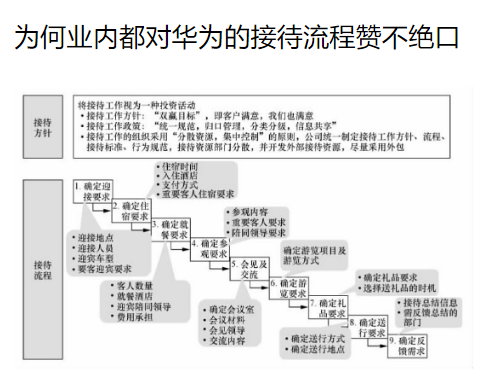 为何业内都对华为的接待流程赞不绝口
接待
方针
将接待工作视为一种投资活动
• 接待工作方针：“双赢目标”，即客户满意，我们也满意
• 接待工作政策：“统一规范，归口管理，分类分级，信息共享”
• 接待工作的组织采用“分散资源，集中控制”的原则，公司统一制定接待工作方针、流程、
接待标准、行为规范，接待资源部门分散，并开发外部接待资源，尽量采用外包
接待
流程
1. 确定迎
接要求
• 迎接地点
• 迎接人员
• 迎宾车型
• 要客迎宾要求
2. 确定住
宿要求
• 住宿时间
• 入住酒店
• 支付方式
• 重要客人住宿要求
3. 确定就
餐要求
• 客人数量
• 就餐酒店
• 迎宾陪同领导
• 费用承担
4. 确定参
观要求
• 参观内容
• 重要客人要求
• 陪同领导要求
5. 会见及
交流
• 确定会议室
• 会议材料
• 会见领导
• 交流内容
6. 确定游
览要求
确定游览项目及
游览方式
7. 确定礼
品要求
• 确定礼品要求
• 选择送礼品的时机
8. 确定送
行要求
• 确定送行方式
• 确定送行地点
9. 确定反
馈需求
• 接待总结信息
• 需反馈总结的
部门